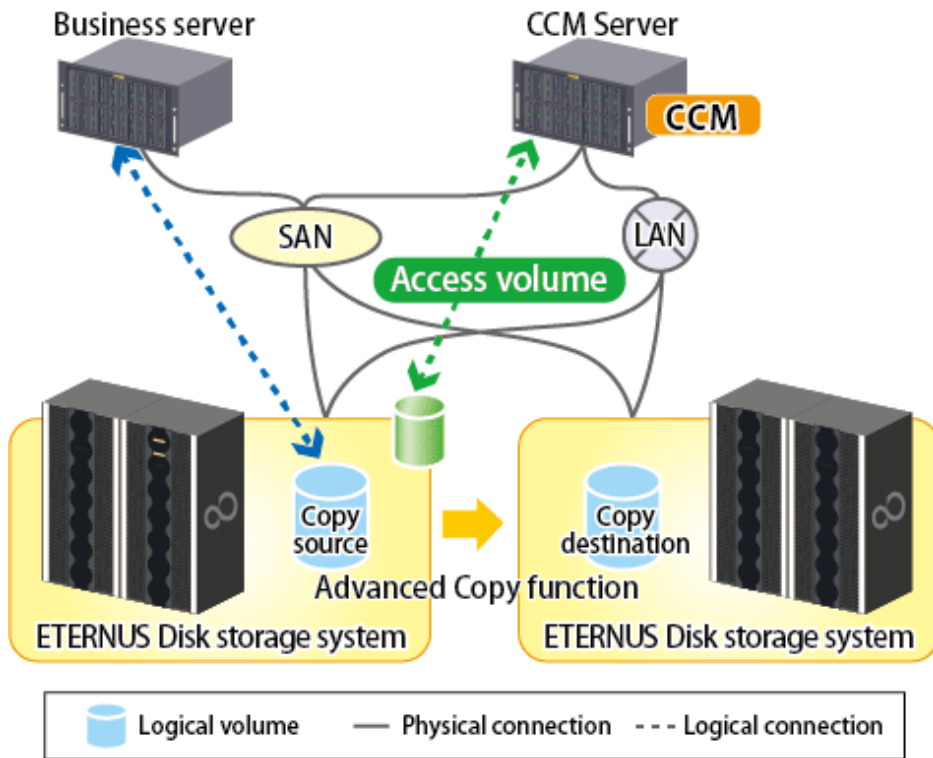 Business server
CCM Server
CCM
SAN
LAN
Access volume
Copy
source
Copy
destination
Advanced Copy function
ETERNUS Disk storage system
ETERNUS Disk storage system
Logical volume
Physical connection
Logical connection